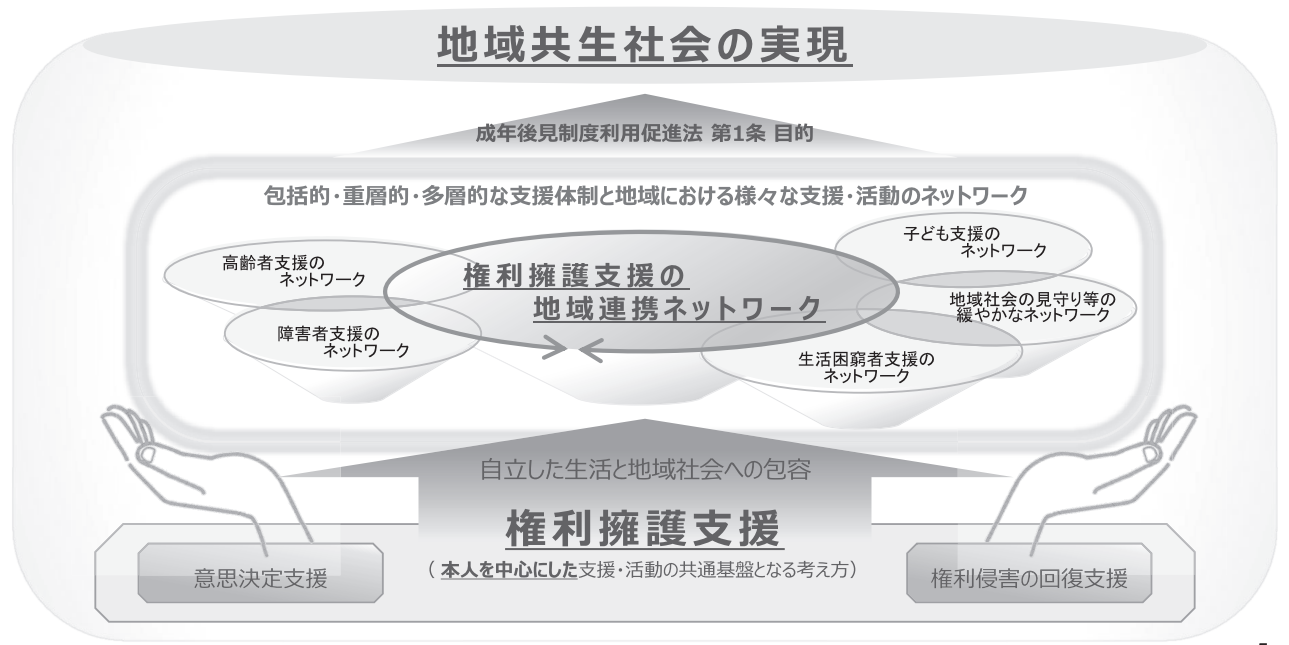 地域共生社会の実現
成年後見制度利用促進法 第1条 目的
包括的・重層的・多層的な支援体制と地域における様々な支援・活動のネットワーク
高齢者支援の
ネットワーク
障害者支援の
ネットワーク
権利擁護支援の
地域連携ネットワーク
子ども支援の
ネットワーク
地域社会の見守り等の
緩やかなネットワーク
生活困窮者支援の
ネットワーク
自立した生活と地域社会への包容
権利擁護支援
（本人を中心にした支援・活動の共通基盤となる考え方）
意思決定支援
権利侵害の回復支援